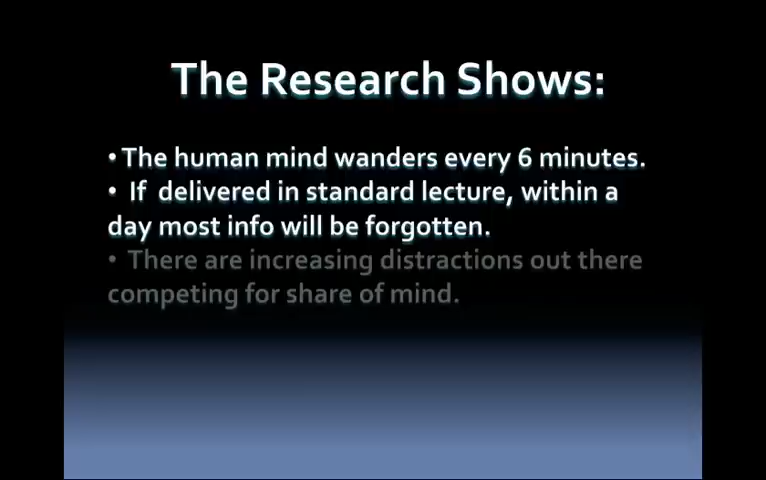 The Research Shows:
• The human mind wanders every 6 minutes.
• If delivered in standard lecture, within a
day most info will be forgotten.
• There are increasing distractions out there
competing for share of mind.